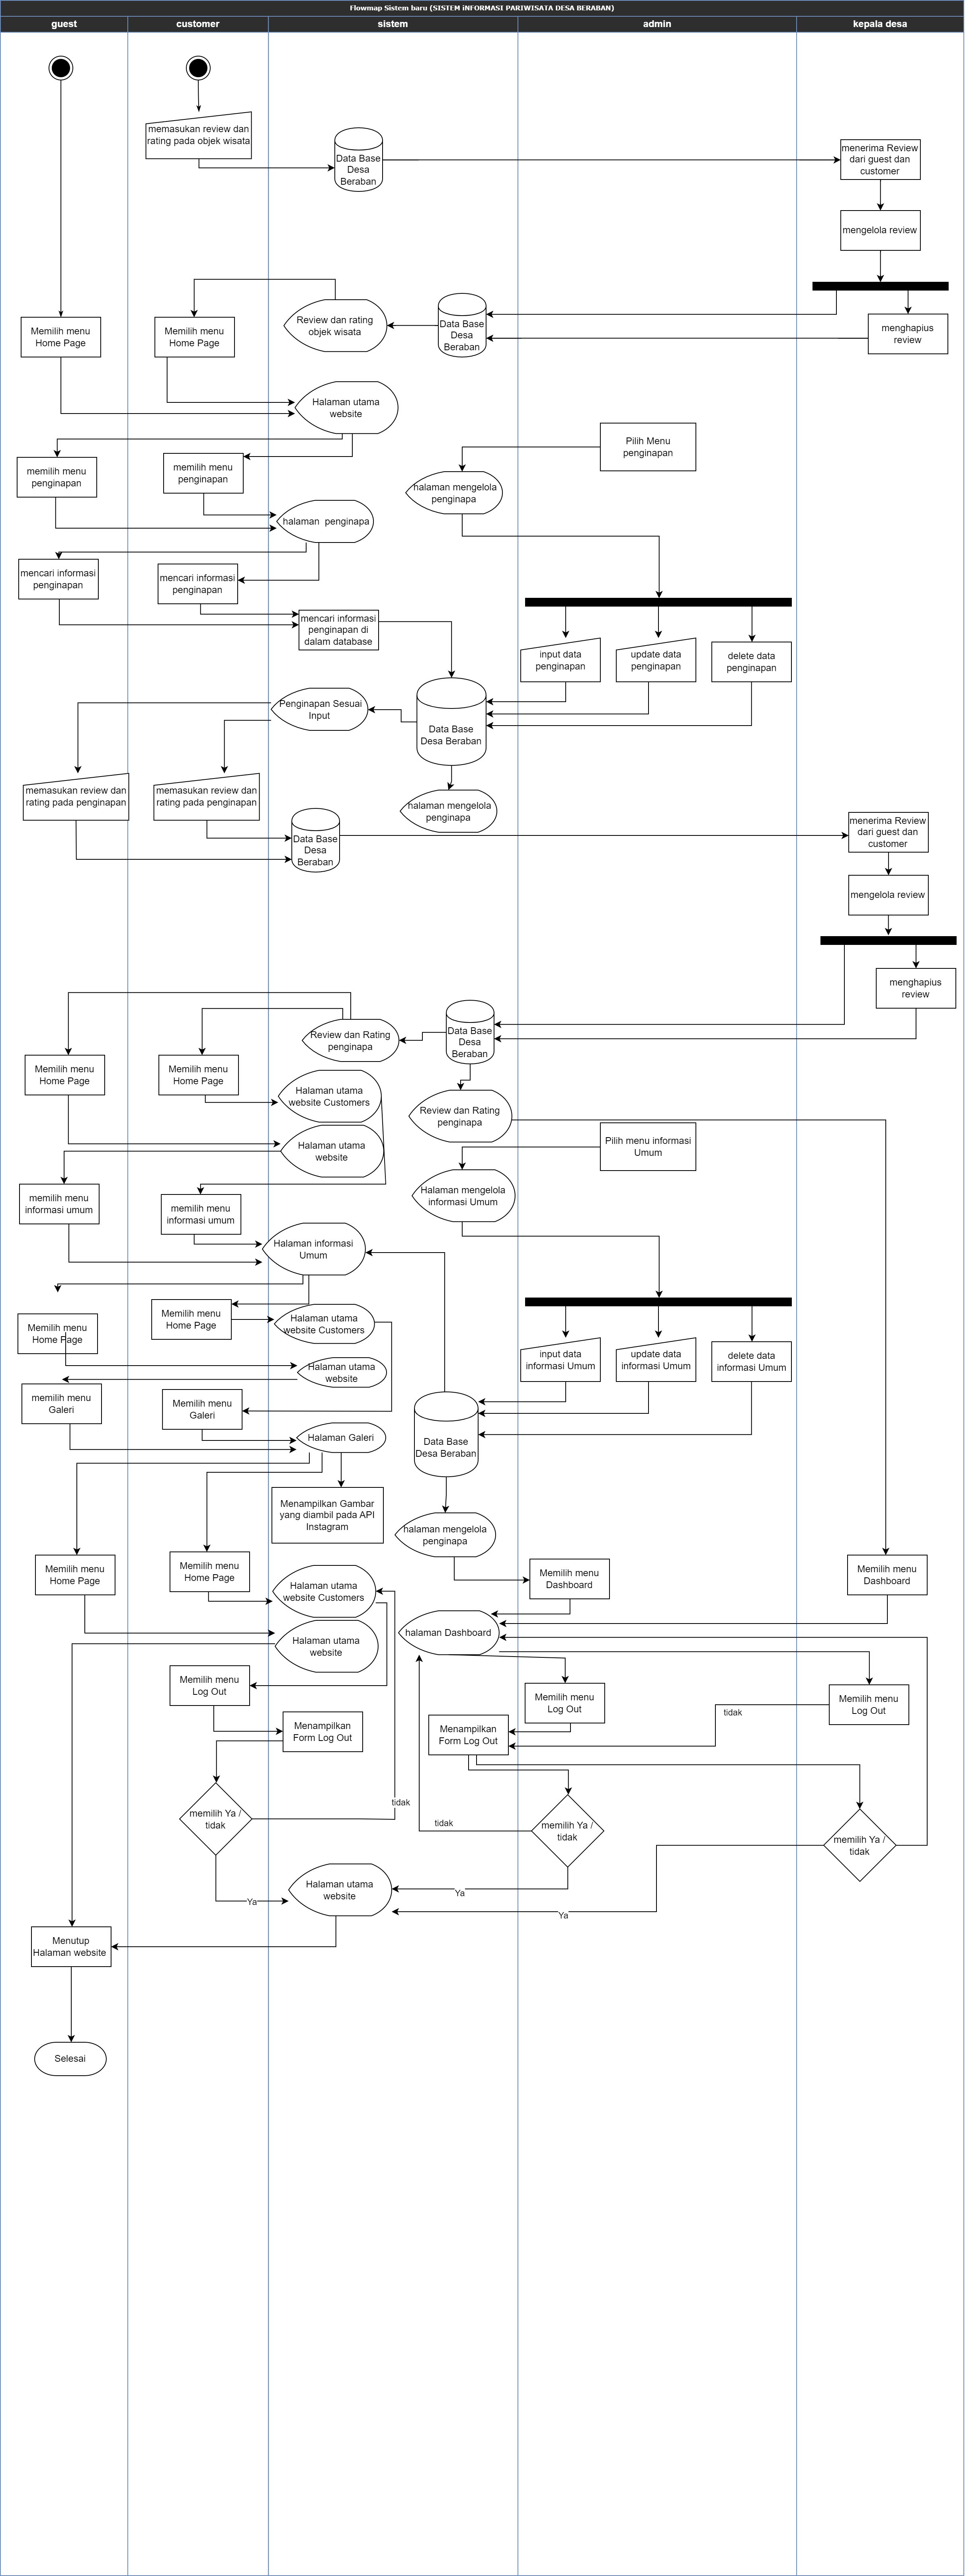 Flowmap Sistem baru (SISTEM iNFORMASI PARIWISATA DESA BERABAN)
guest
customer
sistem
admin
kepala desa
memasukan review dan
rating pada objek wisata
Data Base
Desa
Beraban
menerima Review
dari guest dan
customer
mengelola review
Memilih menu
Home Page
Memilih menu
Home Page
Review dan rating
objek wisata
Data Base
Desa
Beraban
menghapius
review
Halaman utama
website
Pilih Menu
penginapan
memilih menu
penginapan
memilih menu
penginapan
halaman mengelola
penginapa
halaman  penginapa
mencari informasi
penginapan
mencari informasi
penginapan
mencari informasi
penginapan di
dalam database
input data
penginapan
update data
penginapan
delete data
penginapan
Penginapan Sesuai
Input
Data Base
Desa Beraban
memasukan review dan
rating pada penginapan
memasukan review dan
rating pada penginapan
halaman mengelola
penginapa
Data Base
Desa
Beraban
menerima Review
dari guest dan
customer
mengelola review
menghapius
review
Review dan Rating
penginapa
Data Base
Desa
Beraban
Memilih menu
Home Page
Memilih menu
Home Page
Halaman utama
website Customers
Review dan Rating
penginapa
Halaman utama
website
Pilih menu informasi
Umum
memilih menu
informasi umum
memilih menu
informasi umum
Halaman mengelola
informasi Umum
Halaman informasi
Umum
Memilih menu
Home Page
Memilih menu
Home Page
Halaman utama
website Customers
input data
informasi Umum
update data
informasi Umum
delete data
informasi Umum
Halaman utama
website
memilih menu
Galeri
Memilih menu
Galeri
Halaman Galeri
Data Base
Desa Beraban
Menampilkan Gambar
yang diambil pada API
Instagram
halaman mengelola
penginapa
Memilih menu
Home Page
Memilih menu
Home Page
Halaman utama
website Customers
Memilih menu
Dashboard
Memilih menu
Dashboard
halaman Dashboard
Halaman utama
website
Memilih menu
Log Out
Memilih menu
Log Out
Memilih menu
Log Out
tidak
Menampilkan
Form Log Out
Menampilkan
Form Log Out
tidak
memilih Ya /
tidak
tidak
memilih Ya /
tidak
memilih Ya /
tidak
Halaman utama
website
Ya
Ya
Ya
Menutup
Halaman website
Selesai